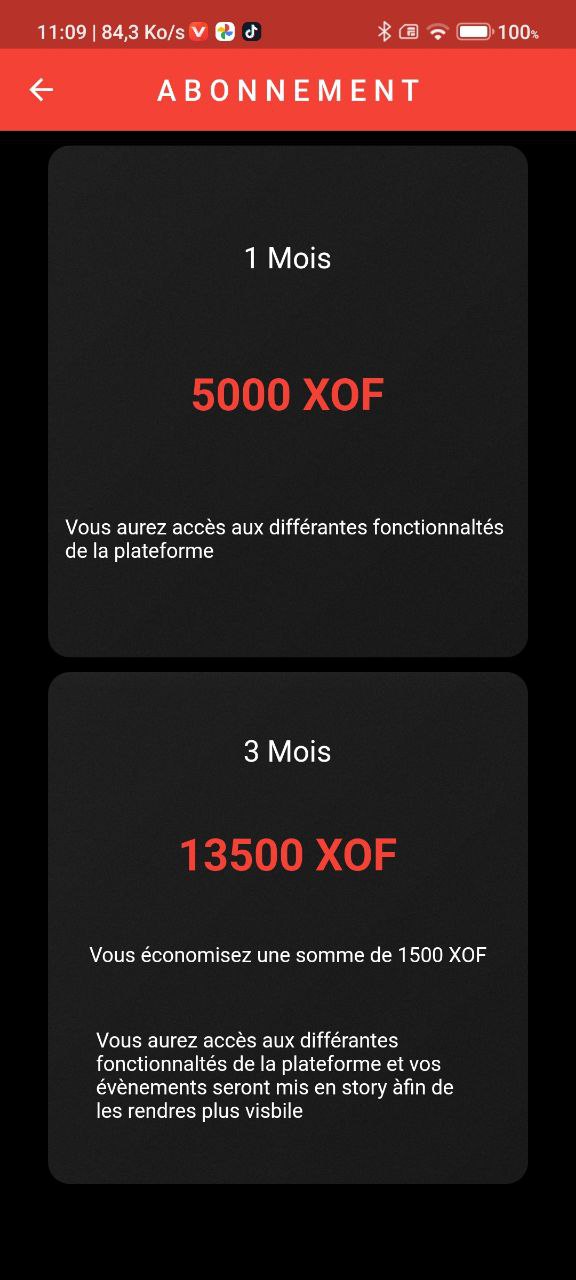 11:09 | 84,3 Ko/s
100%
ABONNEMENT
1 Mois
5000 XOF
Vous aurez accès aux différantes fonctionnaltés
de la plateforme
3 Mois
13500 XOF
Vous économisez une somme de 1500 XOF
Vous aurez accès aux différantes
fonctionnaltés de la plateforme et vos
évènements seront mis en story àfin de
les rendres plus visbile